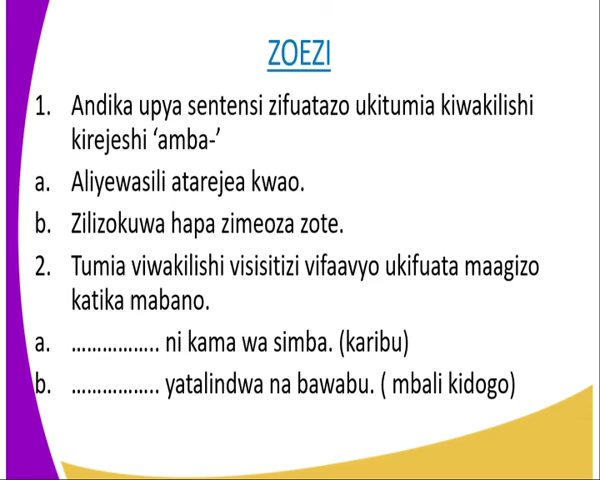 ZOEZI
1. Andika upya sentensi zifuatazo ukitumia kiwakilishi
kirejeshi ‘amba-’
a. Aliyewasili atarejea kwao.
b. Zilizokuwa hapa zimeoza zote.
2. Tumia viwakilishi visisitizi vifaavyo ukifuata maagizo
katika mabano.
a. …………….. ni kama wa simba. (karibu)
b. …………….. yatalindwa na bawabu. ( mbali kidogo)